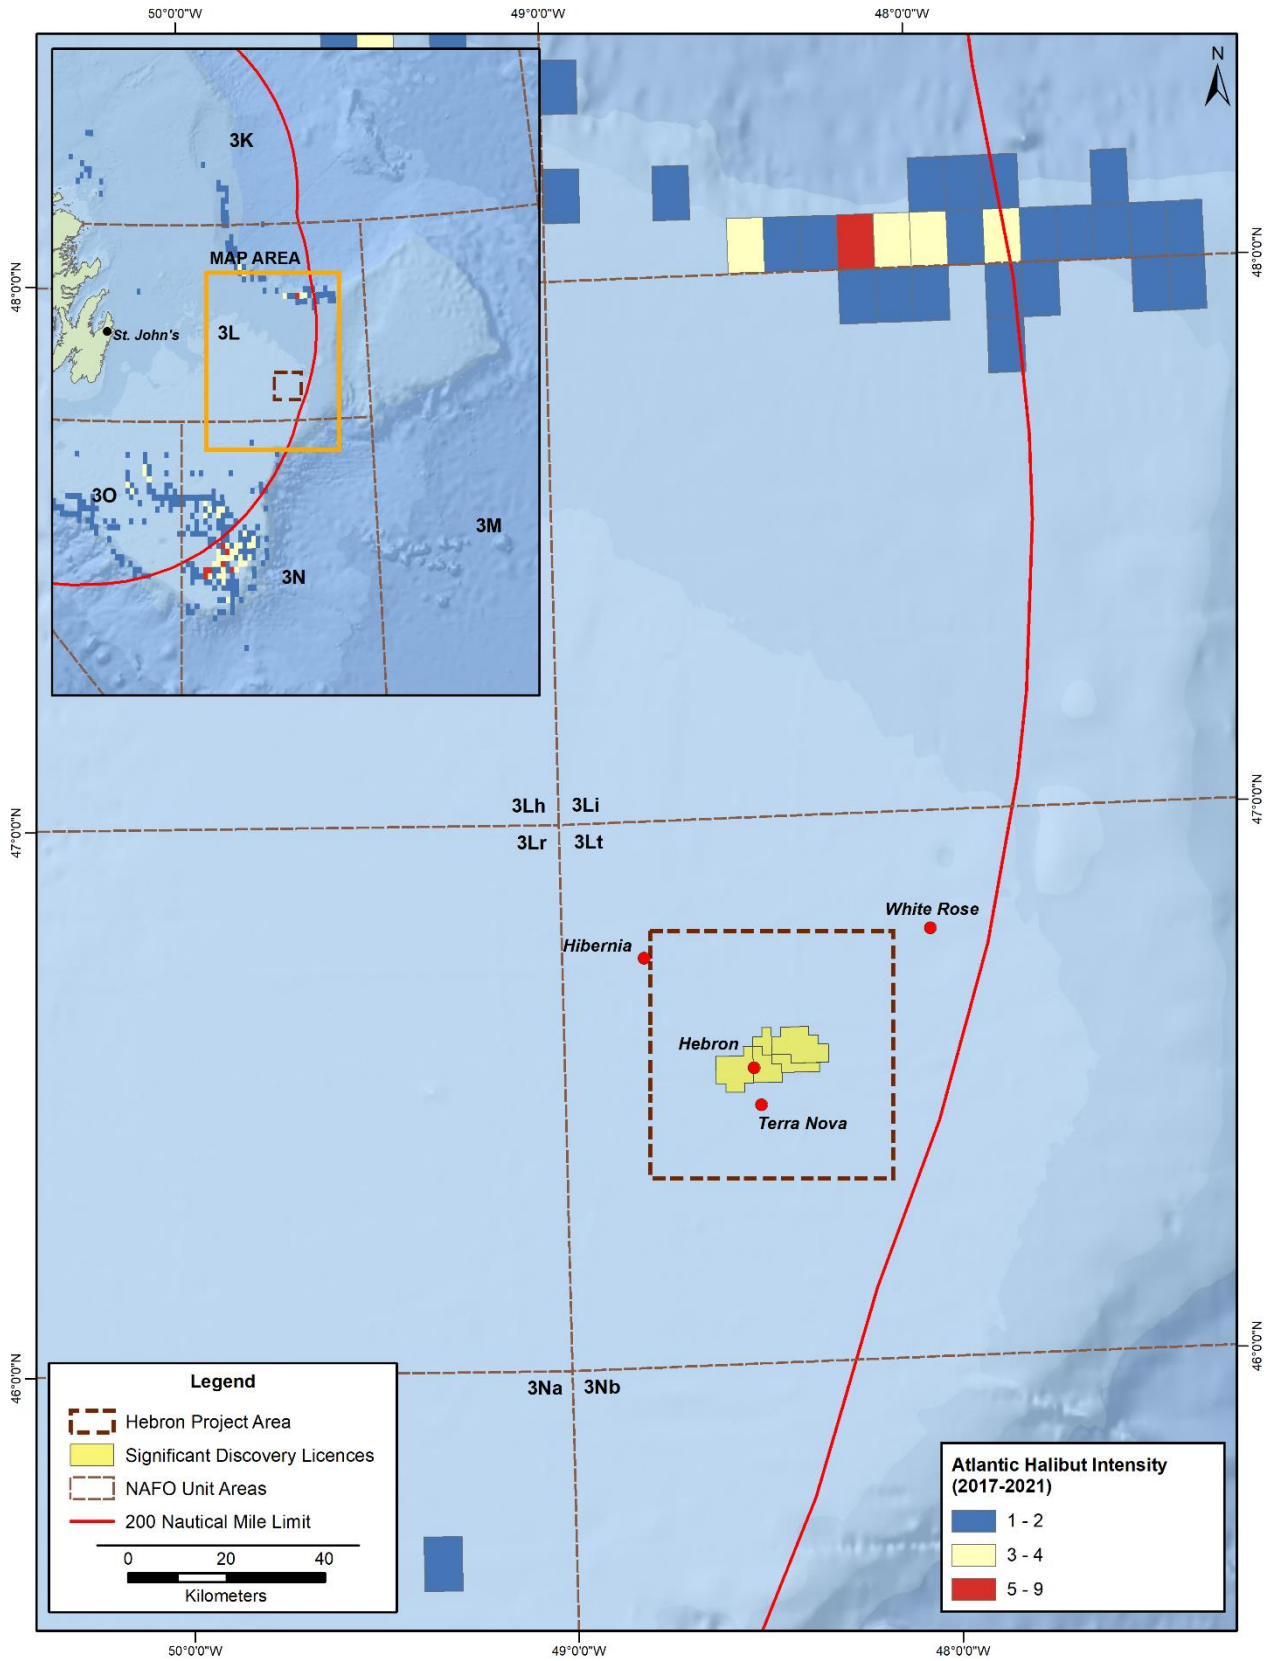 50°0'0"W
49°0'0"W
48°0'0"W
N
3K
MAP AREA
48°0'0"N
48°0'0"N
3L
St. John's
3O
3M
3N
47°0'0"N
47°0'0"N
3Lh
3Li
3Lr
3Lt
White Rose
Hibernia
Hebron
Terra Nova
46°0'0"N
46°0'0"N
3Na
3Nb
Legend
Hebron Project Area
Significant Discovery Licences
NAFO Unit Areas
200 Nautical Mile Limit
0 20 40
Kilometers
Atlantic Halibut Intensity
(2017-2021)
1 - 2
3 - 4
5 - 9
50°0'0"W
49°0'0"W
48°0'0"W